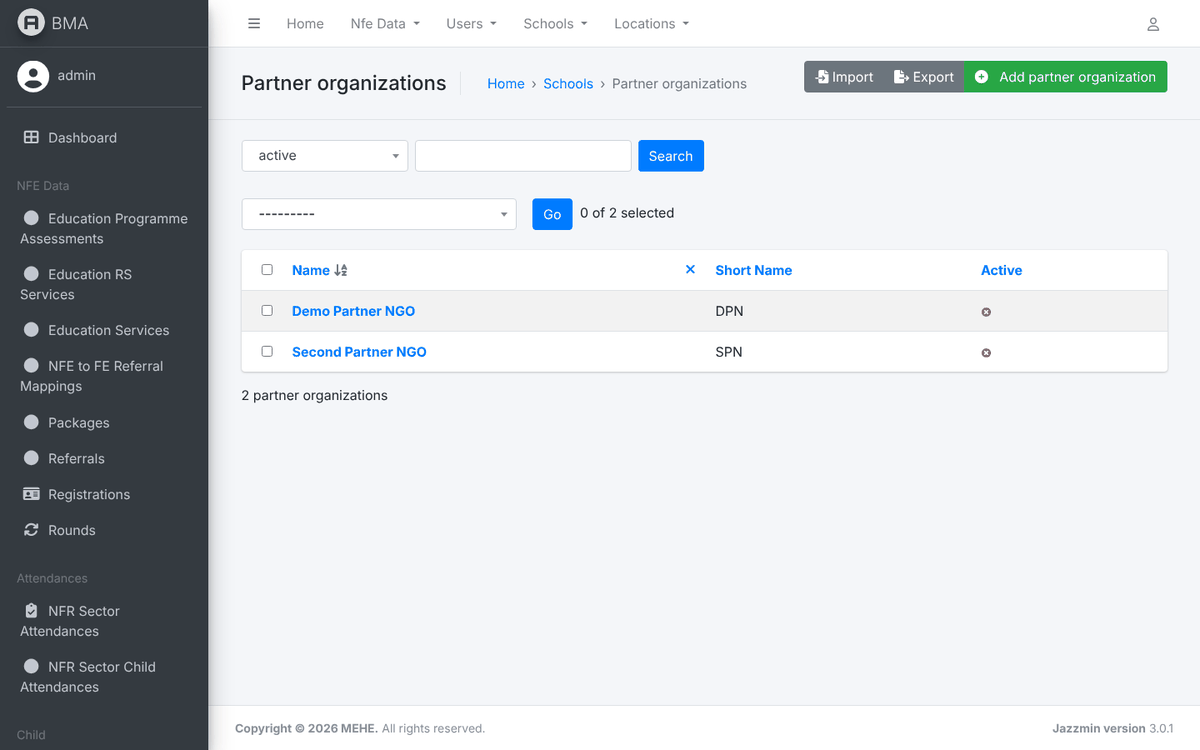 BMA
Home
Nfe Data
Users
Schools
Locations
admin
Partner organizations
Home › Schools › Partner organizations
Import
Export
Add partner organization
Dashboard
active
Search
NFE Data
---------
Go
0 of 2 selected
Education Programme
Assessments
Education RS
Services
Education Services
NFE to FE Referral
Mappings
Packages
Referrals
Registrations
Rounds
Name
Short Name
Active
Demo Partner NGO
DPN
Second Partner NGO
SPN
2 partner organizations
Attendances
NFR Sector
Attendances
NFR Sector Child
Attendances
Child
Copyright © 2026 MEHE. All rights reserved.
Jazzmin version 3.0.1